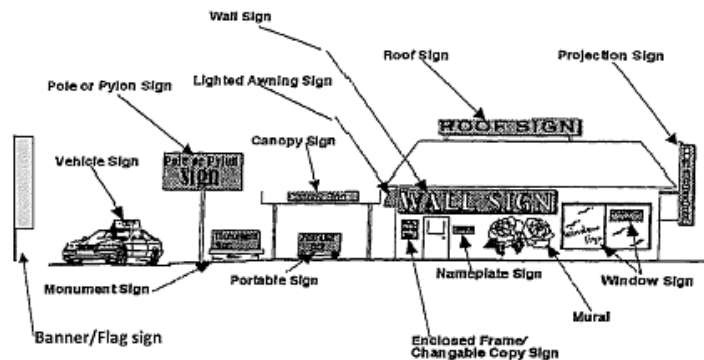 Wall Sign
Roof Sign
Projection Sign
Lighted Awning Sign
Pole or Pylon Sign
Canopy Sign
ROOF SIGN
Vehicle Sign
Pole or Pylon
Sign
WALL SIGN
Monument Sign
Portable Sign
Nameplate Sign
Window Sign
Mural
Banner/Flag sign
Enclosed Frame/
Changable Copy Sign